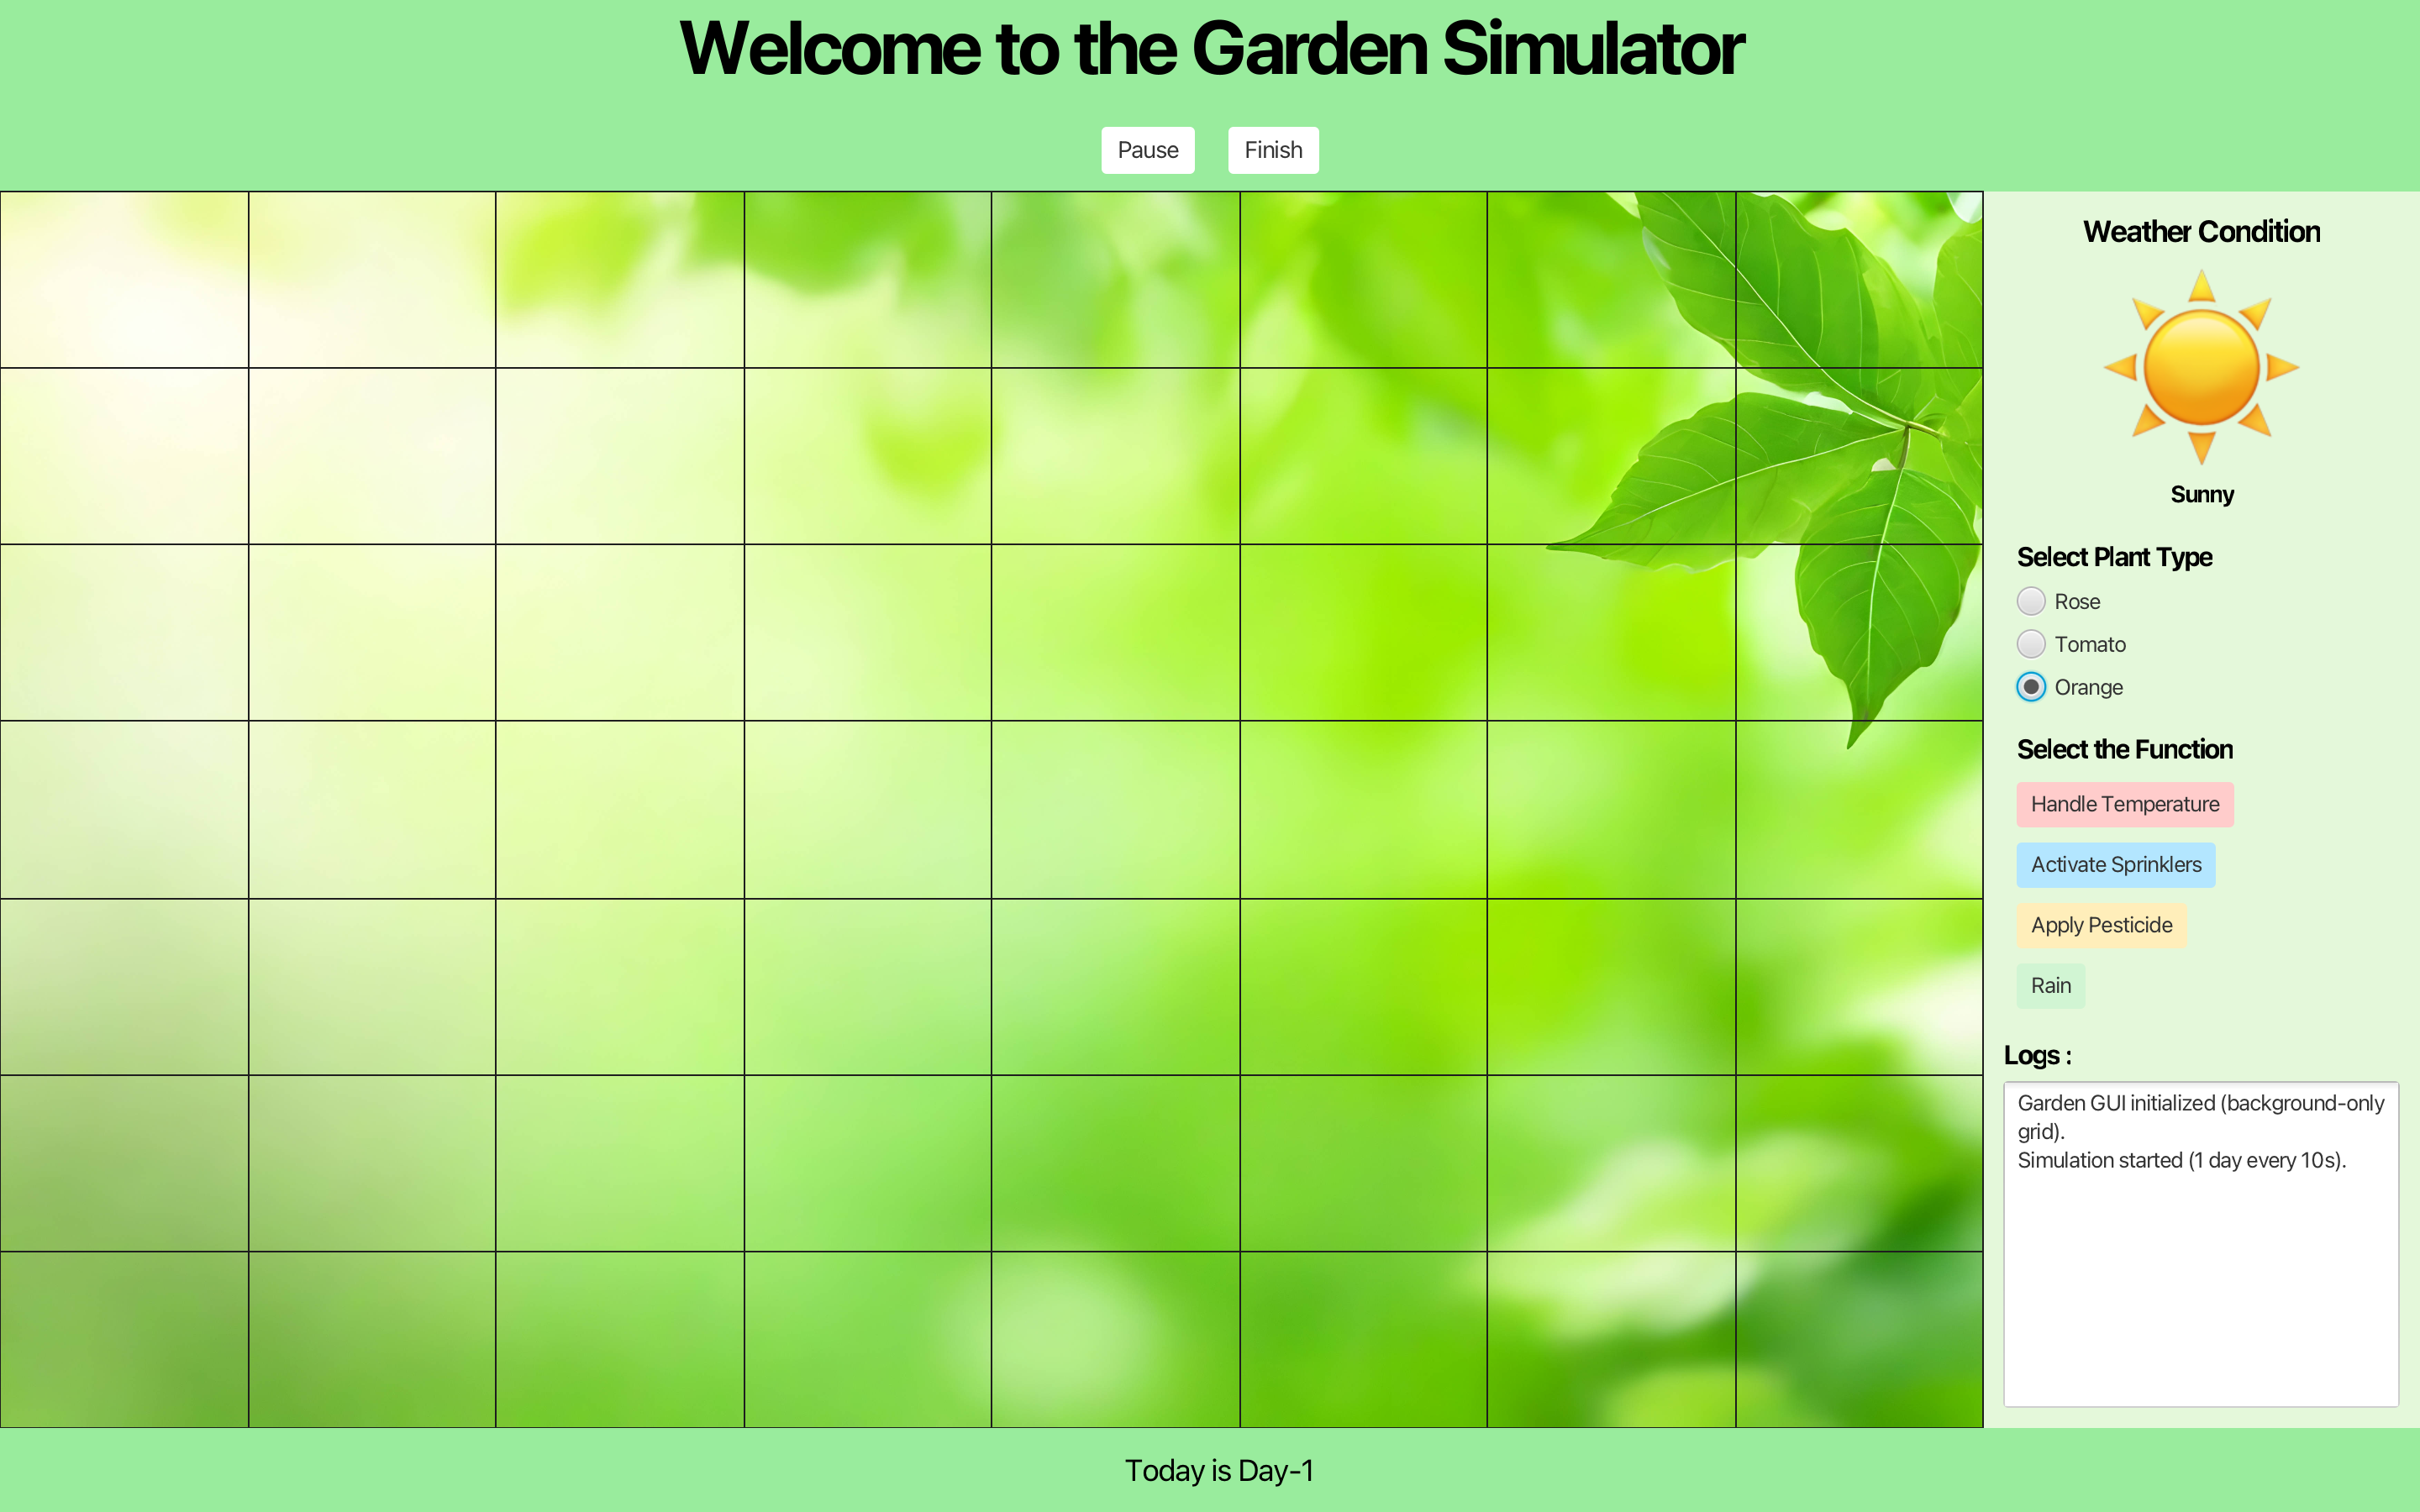 Welcome to the Garden Simulator
Pause
Finish
Weather Condition
Sunny
Select Plant Type
Rose
Tomato
Orange
Select the Function
Handle Temperature
Activate Sprinklers
Apply Pesticide
Rain
Logs :
Garden GUI initialized (background-only
grid).
Simulation started (1 day every 10s).
Today is Day-1